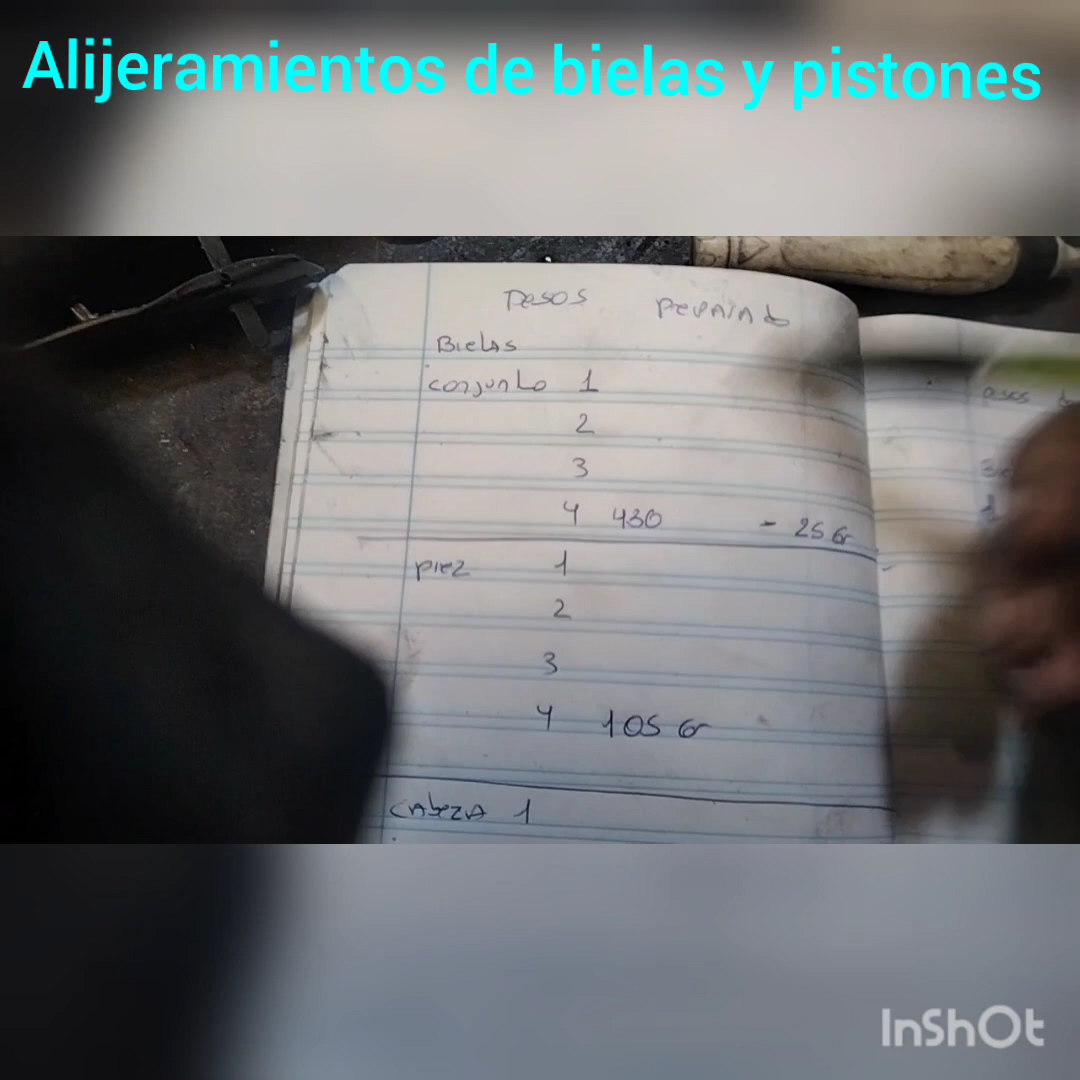 Alijeramientos de bielas y pistones
pesos
Bielas
conjunto 1
2
3
4 430 - 25 Gr
piez 1
2
3
4 105 Gr
cabeza 1
InShOt